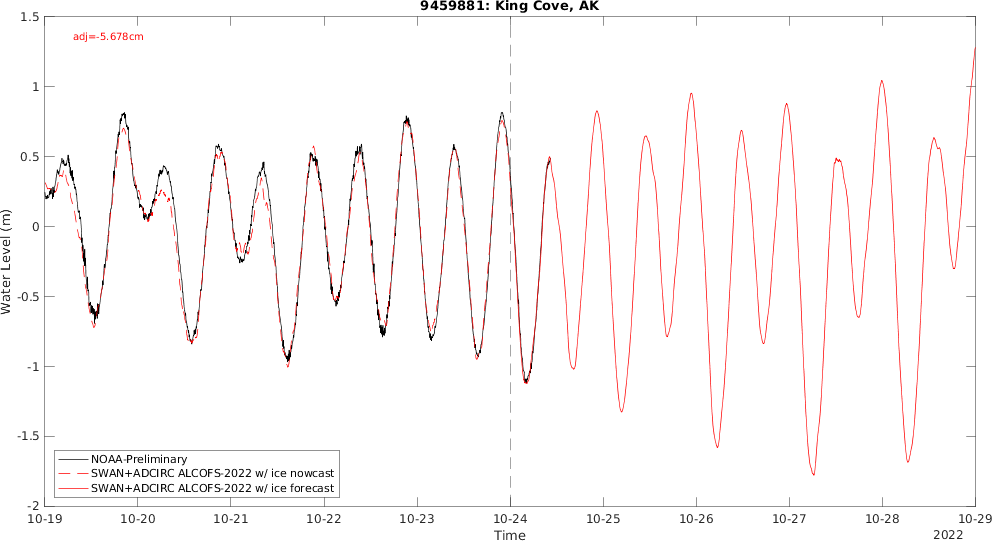 9459881: King Cove, AK
adj=-5.678cm
1.5
1
0.5
0
-0.5
-1
-1.5
-2
Water Level (m)
NOAA-Preliminary
SWAN+ADCIRC ALCOFS-2022 w/ ice nowcast
SWAN+ADCIRC ALCOFS-2022 w/ ice forecast
10-19 10-20 10-21 10-22 10-23 10-24 10-25 10-26 10-27 10-28 10-29
Time
2022